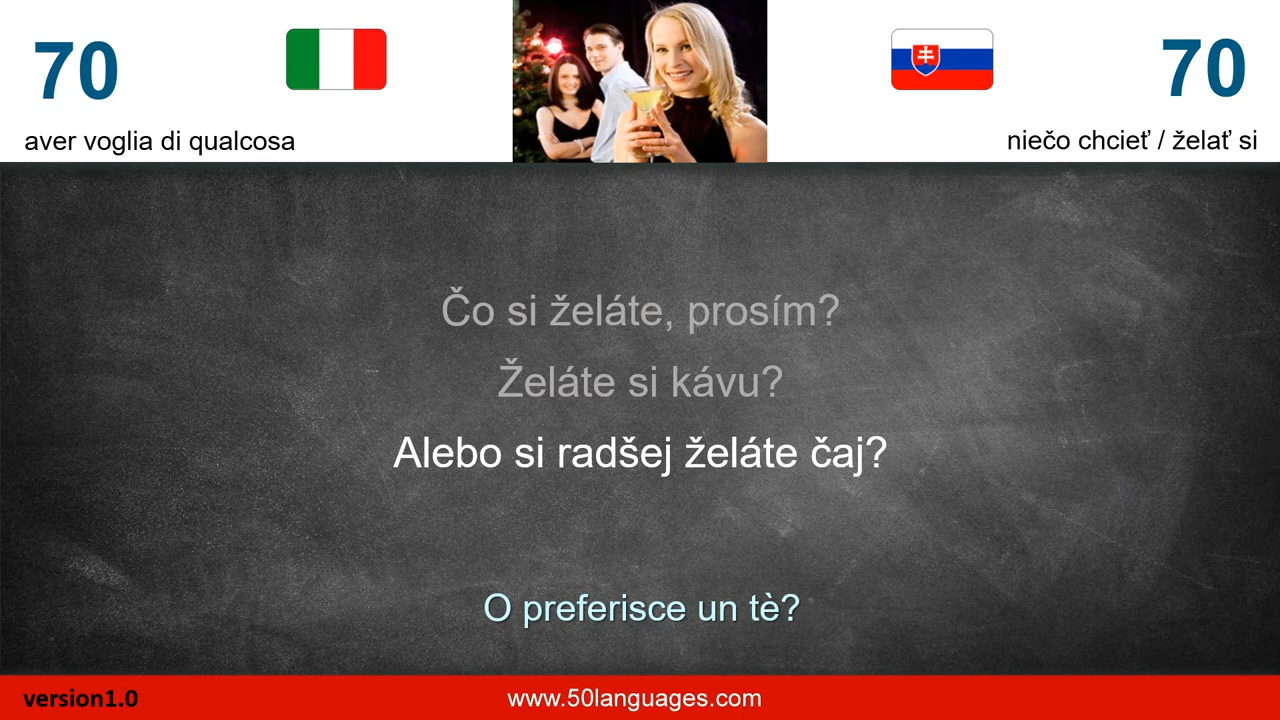 70
70
aver voglia di qualcosa
niečo chcieť / želať si
Čo si želáte, prosím?
Želáte si kávu?
Alebo si radšej želáte čaj?
O preferisce un tè?
version1.0
www.50languages.com